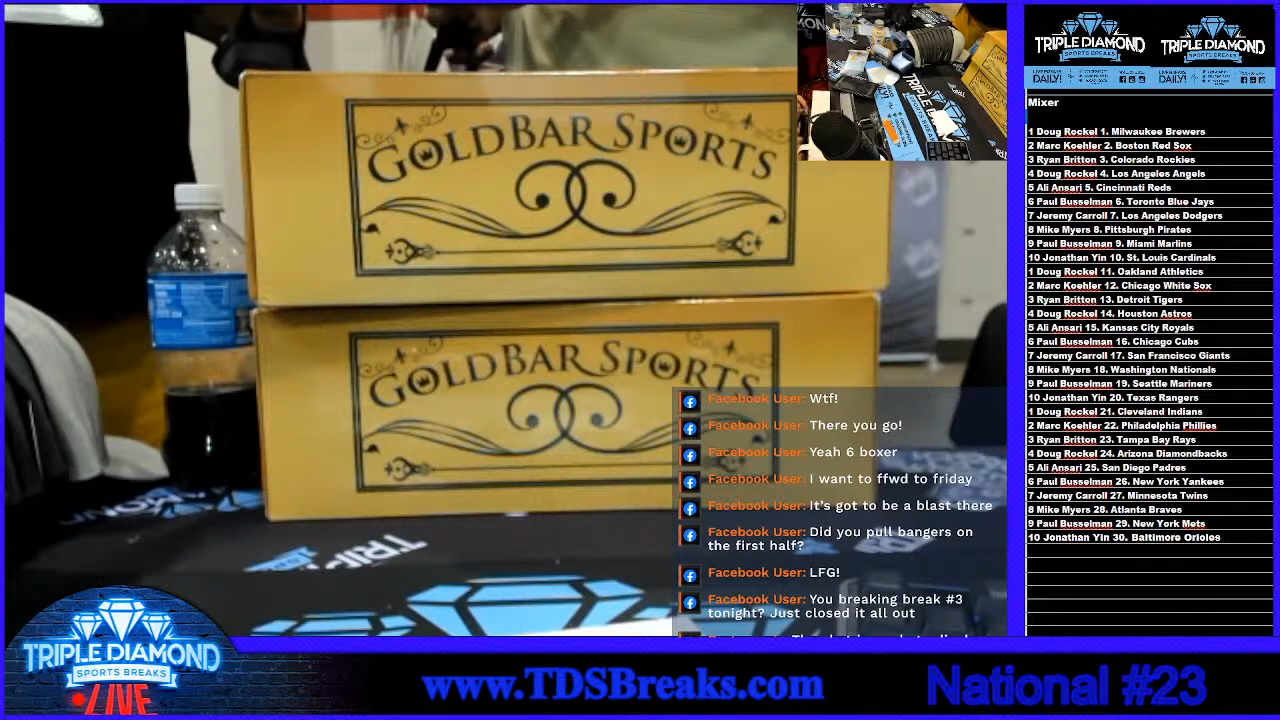 GOLDBAR SPORTS
GOLDBAR SPORTS
Facebook User: Wtf!
Facebook User: There you go!
Facebook User: Yeah 6 boxer
Facebook User: I want to ffwd to friday
Facebook User: It's got to be a blast there
Facebook User: Did you pull bangers on
the first half?
Facebook User: LFG!
Facebook User: You breaking break #3
tonight? Just closed it all out
TRIPLE DIAMOND
SPORTS BREAKS
TRIPLE DIAMOND
SPORTS BREAKS
DAILY!
DAILY!
Mixer
1 Doug Rockel 1. Milwaukee Brewers
2 Marc Koehler 2. Boston Red Sox
3 Ryan Britton 3. Colorado Rockies
4 Doug Rockel 4. Los Angeles Angels
5 Ali Ansari 5. Cincinnati Reds
6 Paul Busselman 6. Toronto Blue Jays
7 Jeremy Carroll 7. Los Angeles Dodgers
8 Mike Myers 8. Pittsburgh Pirates
9 Paul Busselman 9. Miami Marlins
10 Jonathan Yin 10. St. Louis Cardinals
1 Doug Rockel 11. Oakland Athletics
2 Marc Koehler 12. Chicago White Sox
3 Ryan Britton 13. Detroit Tigers
4 Doug Rockel 14. Houston Astros
5 Ali Ansari 15. Kansas City Royals
6 Paul Busselman 16. Chicago Cubs
7 Jeremy Carroll 17. San Francisco Giants
8 Mike Myers 18. Washington Nationals
9 Paul Busselman 19. Seattle Mariners
10 Jonathan Yin 20. Texas Rangers
1 Doug Rockel 21. Cleveland Indians
2 Marc Koehler 22. Philadelphia Phillies
3 Ryan Britton 23. Tampa Bay Rays
4 Doug Rockel 24. Arizona Diamondbacks
5 Ali Ansari 25. San Diego Padres
6 Paul Busselman 26. New York Yankees
7 Jeremy Carroll 27. Minnesota Twins
8 Mike Myers 28. Atlanta Braves
9 Paul Busselman 29. New York Mets
10 Jonathan Yin 30. Baltimore Orioles
TRIPLE DIAMOND
SPORTS BREAKS
LIVE
www.TDSBreaks.com
National #23